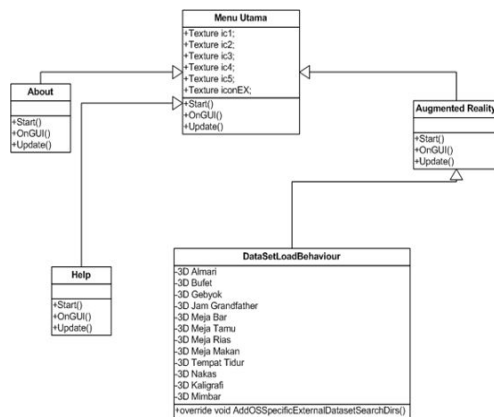 Menu Utama
+Texture ic1;
+Texture ic2;
+Texture ic3;
+Texture ic4;
+Texture ic5;
+Texture iconEX;
+Start()
+OnGUI()
+Update()
About
+Start()
+OnGUI()
+Update()
Augmented Reality
+Start()
+OnGUI()
+Update()
Help
+Start()
+OnGUI()
+Update()
DataSetLoadBehaviour
-3D Almari
-3D Bufet
-3D Gebyok
-3D Jam Grandfather
-3D Meja Bar
-3D Meja Tamu
-3D Meja Rias
-3D Meja Makan
-3D Tempat Tidur
-3D Nakas
-3D Kaligrafi
-3D Mimbar
+override void AddOSSpecificExternalDatasetSearchDirs()